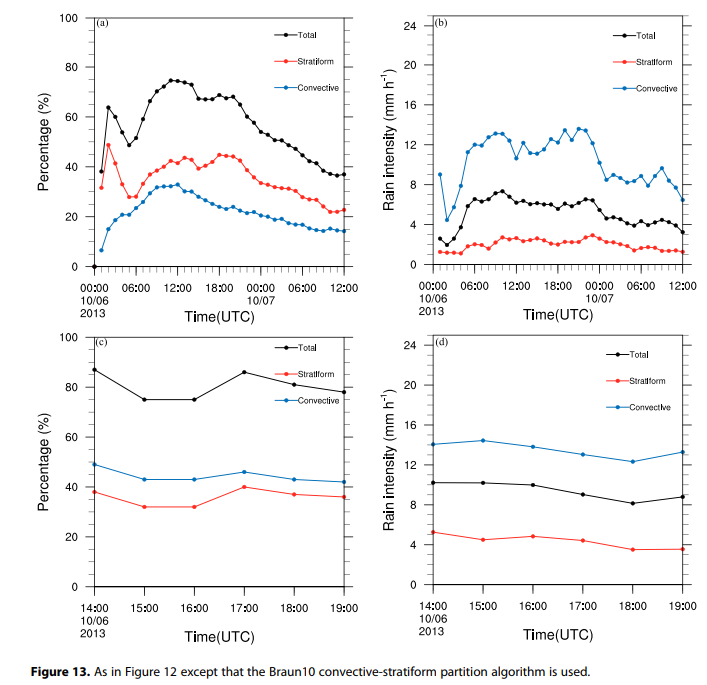 (a)
Total
Stratiform
Convective
100
80
60
40
20
0
Percentage (%)
00:00 06:00 12:00 18:00 00:00 06:00 12:00
10/06 10/07
2013
Time(UTC)
(b)
Total
Stratiform
Convective
24
20
16
12
8
4
0
Rain intensity (mm h⁻¹)
00:00 06:00 12:00 18:00 00:00 06:00 12:00
10/06 10/07
2013
Time(UTC)
(c)
Total
Stratiform
Convective
100
80
60
40
20
0
Percentage (%)
14:00 15:00 16:00 17:00 18:00 19:00
10/06
2013
Time(UTC)
(d)
Total
Stratiform
Convective
24
20
16
12
8
4
0
Rain intensity (mm h⁻¹)
14:00 15:00 16:00 17:00 18:00 19:00
10/06
2013
Time(UTC)
Figure 13. As in Figure 12 except that the Braun10 convective-stratiform partition algorithm is used.